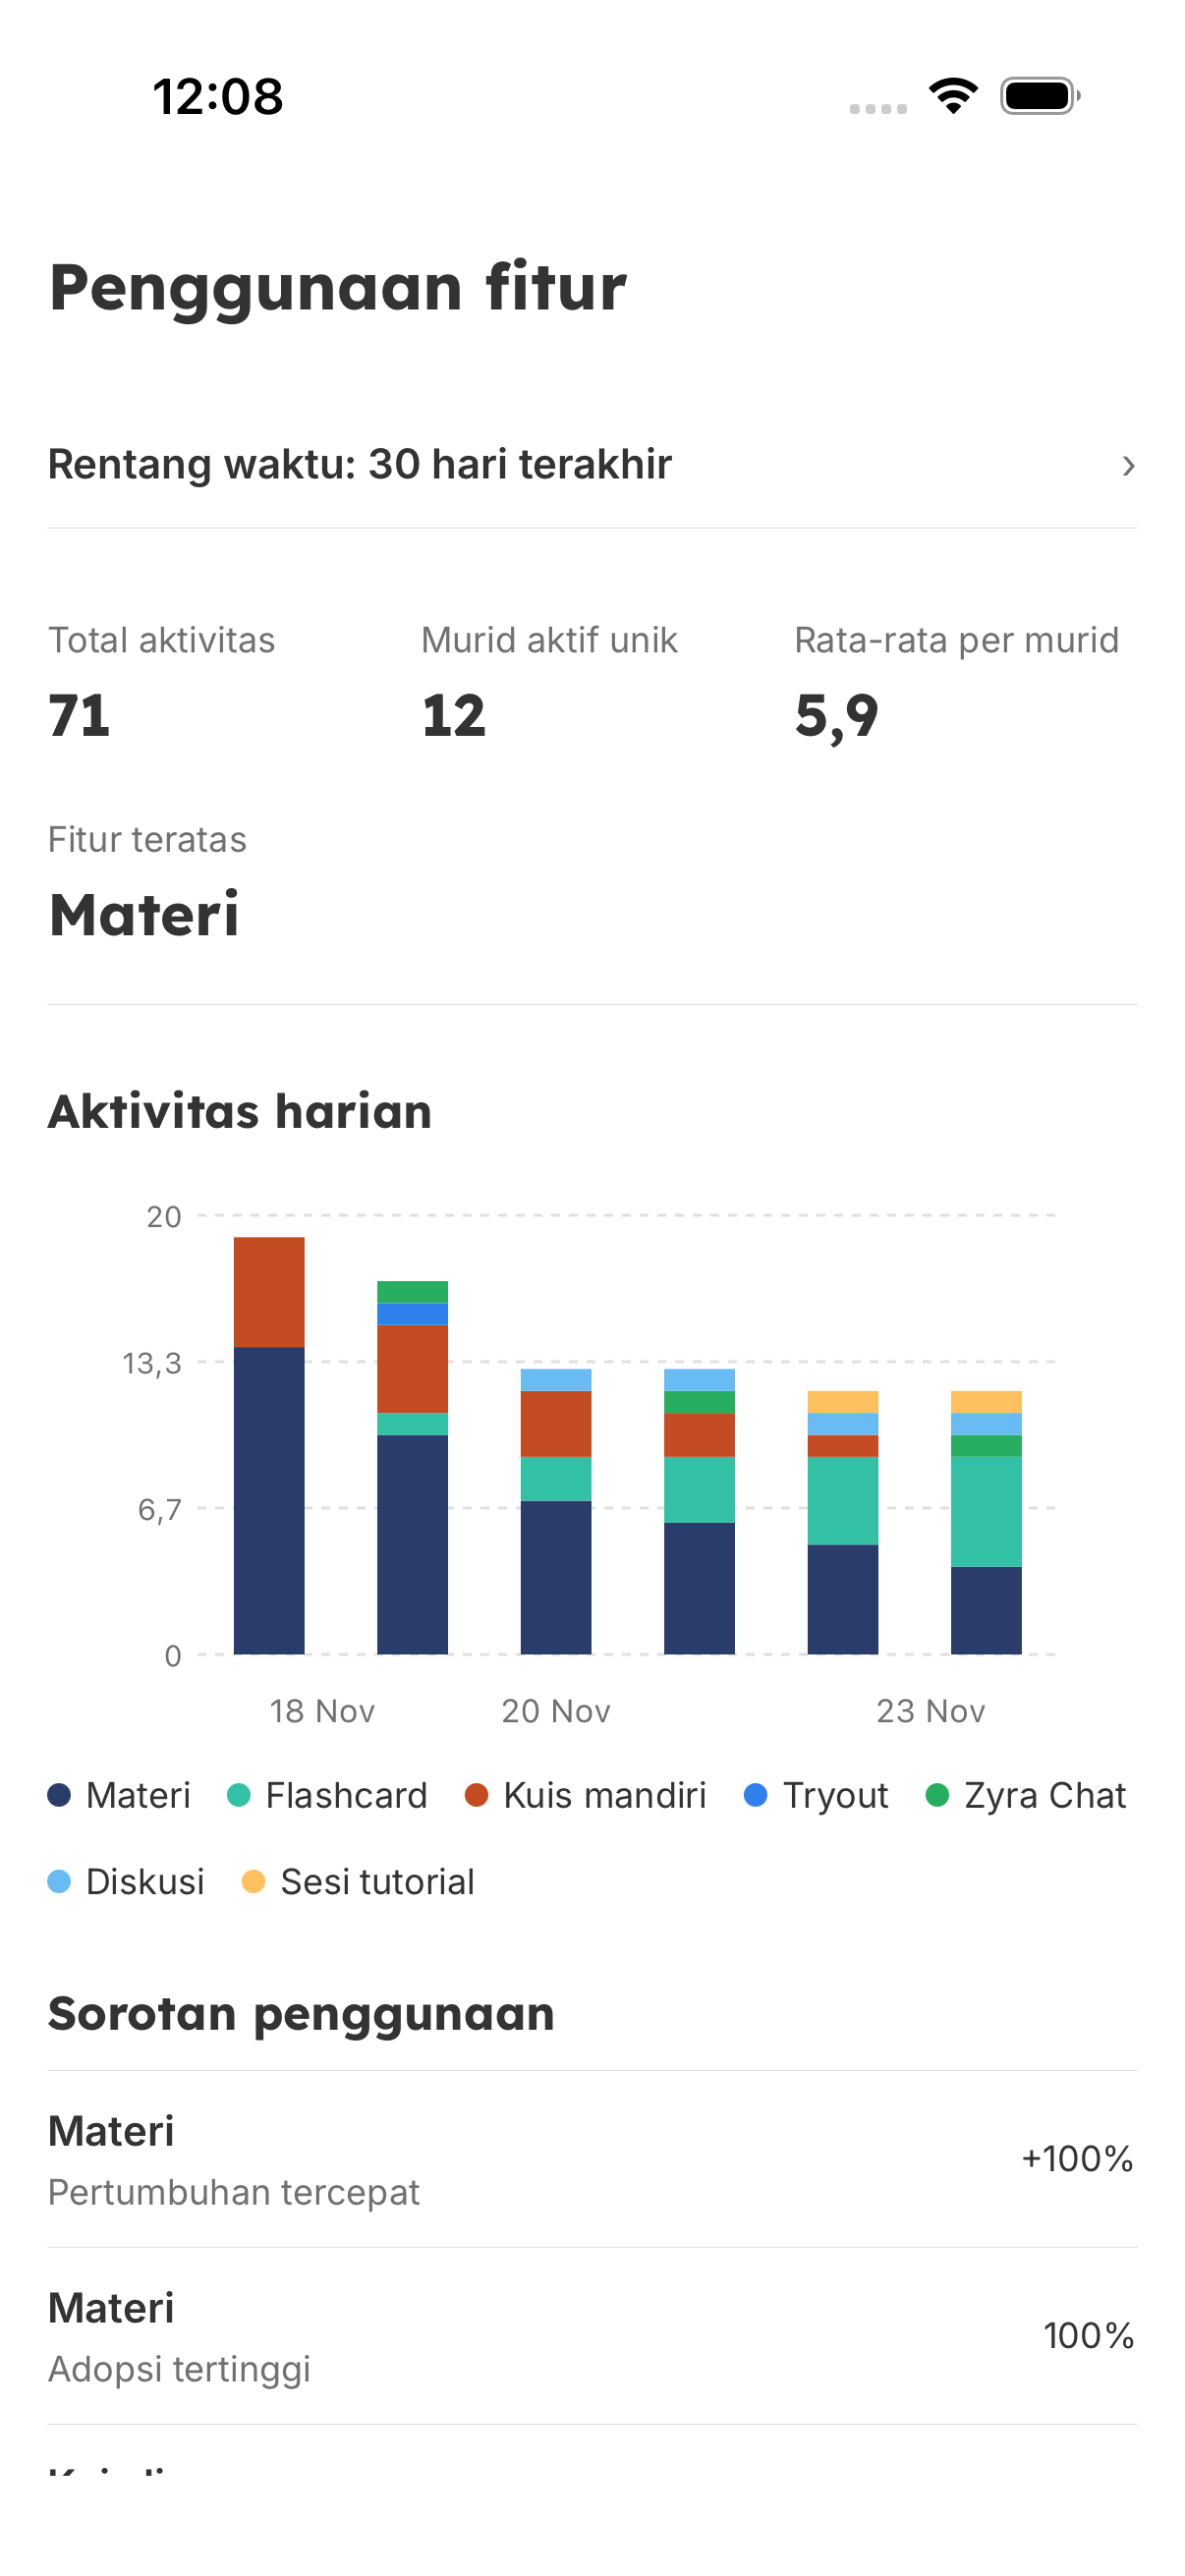 12:08
Penggunaan fitur
Rentang waktu: 30 hari terakhir ›
Total aktivitas Murid aktif unik Rata-rata per murid
71 12 5,9
Fitur teratas
Materi
Aktivitas harian
20
13,3
6,7
0
18 Nov 20 Nov 23 Nov
Materi Flashcard Kuis mandiri Tryout Zyra Chat
Diskusi Sesi tutorial
Sorotan penggunaan
Materi
Pertumbuhan tercepat
+100%
Materi
Adopsi tertinggi
100%